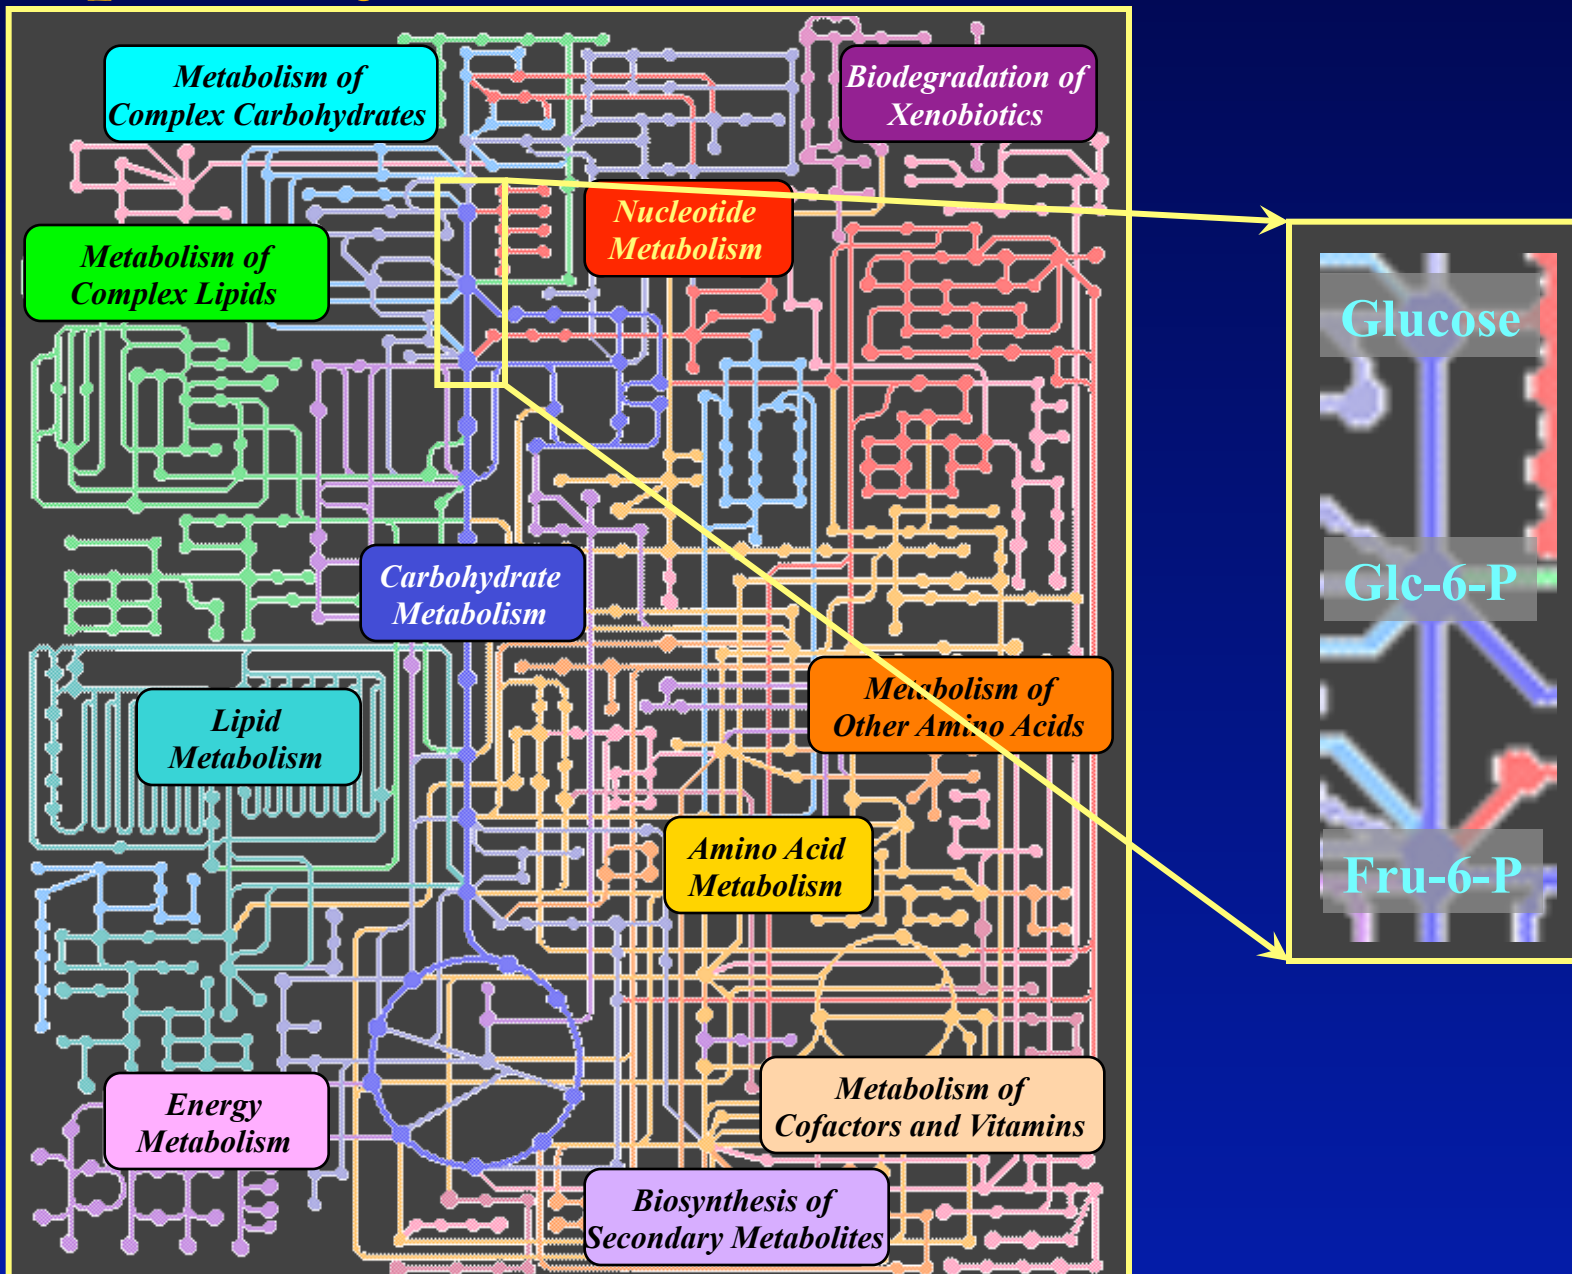 Metabolism of
Complex Carbohydrates
Biodegradation of
Xenobiotics
Nucleotide
Metabolism
Metabolism of
Complex Lipids
Glucose
Carbohydrate
Metabolism
Glc-6-P
Lipid
Metabolism
Metabolism of
Other Amino Acids
Amino Acid
Metabolism
Fru-6-P
Energy
Metabolism
Metabolism of
Cofactors and Vitamins
Biosynthesis of
Secondary Metabolites